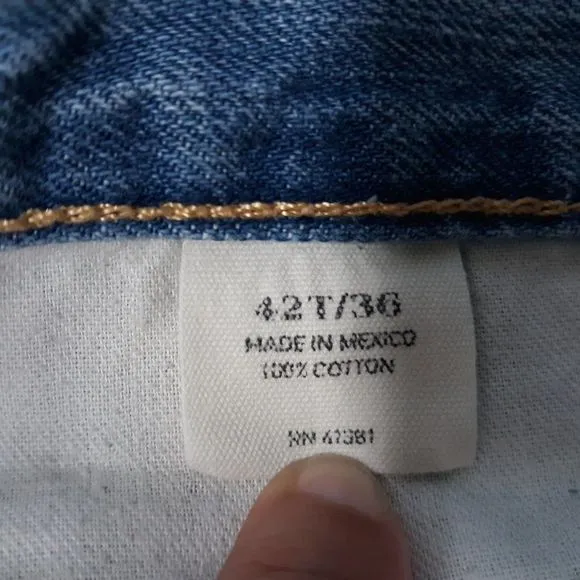 42T/36
MADE IN MEXICO
100% COTTON
RN 41381